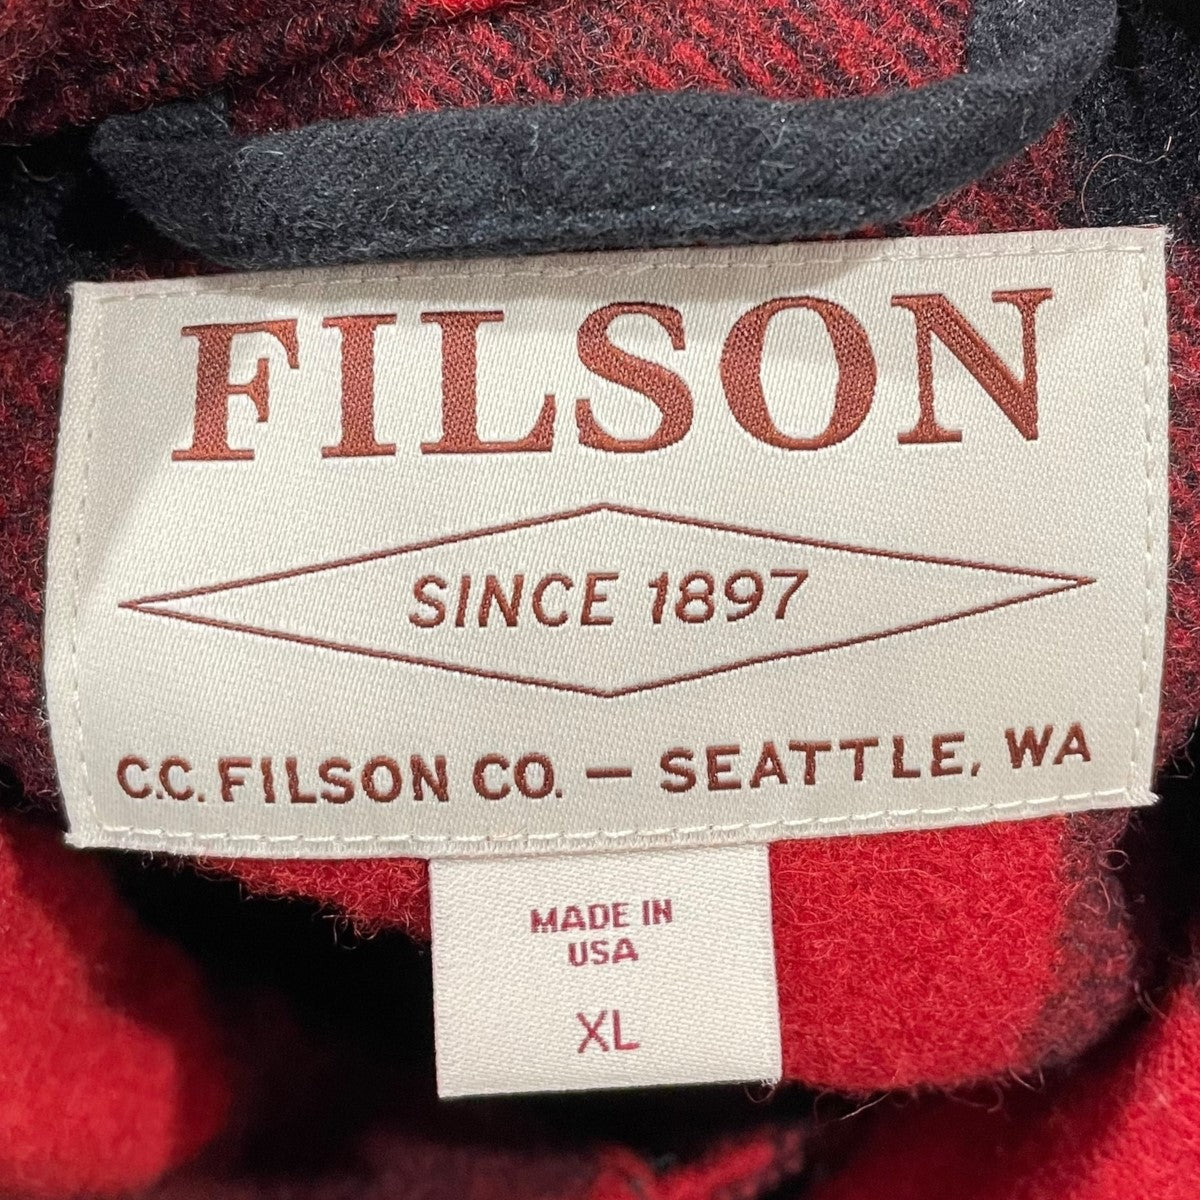 FILSON
SINCE 1897
C.C. FILSON CO. — SEATTLE, WA
MADE IN
USA
XL